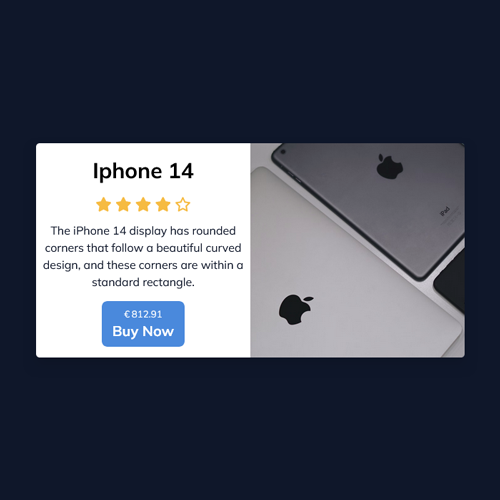 Iphone 14
The iPhone 14 display has rounded
corners that follow a beautiful curved
design, and these corners are within a
standard rectangle.
€ 812.91
Buy Now
iPad